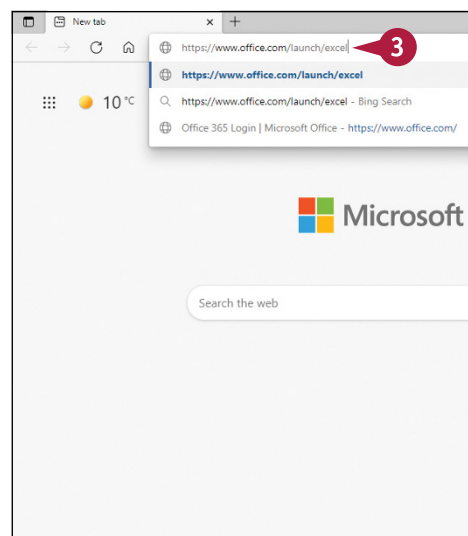 New tab
https://www.office.com/launch/excel
3
https://www.office.com/launch/excel
https://www.office.com/launch/excel - Bing Search
Office 365 Login | Microsoft Office - https://www.office.com/
10 °C
Microsoft
Search the web